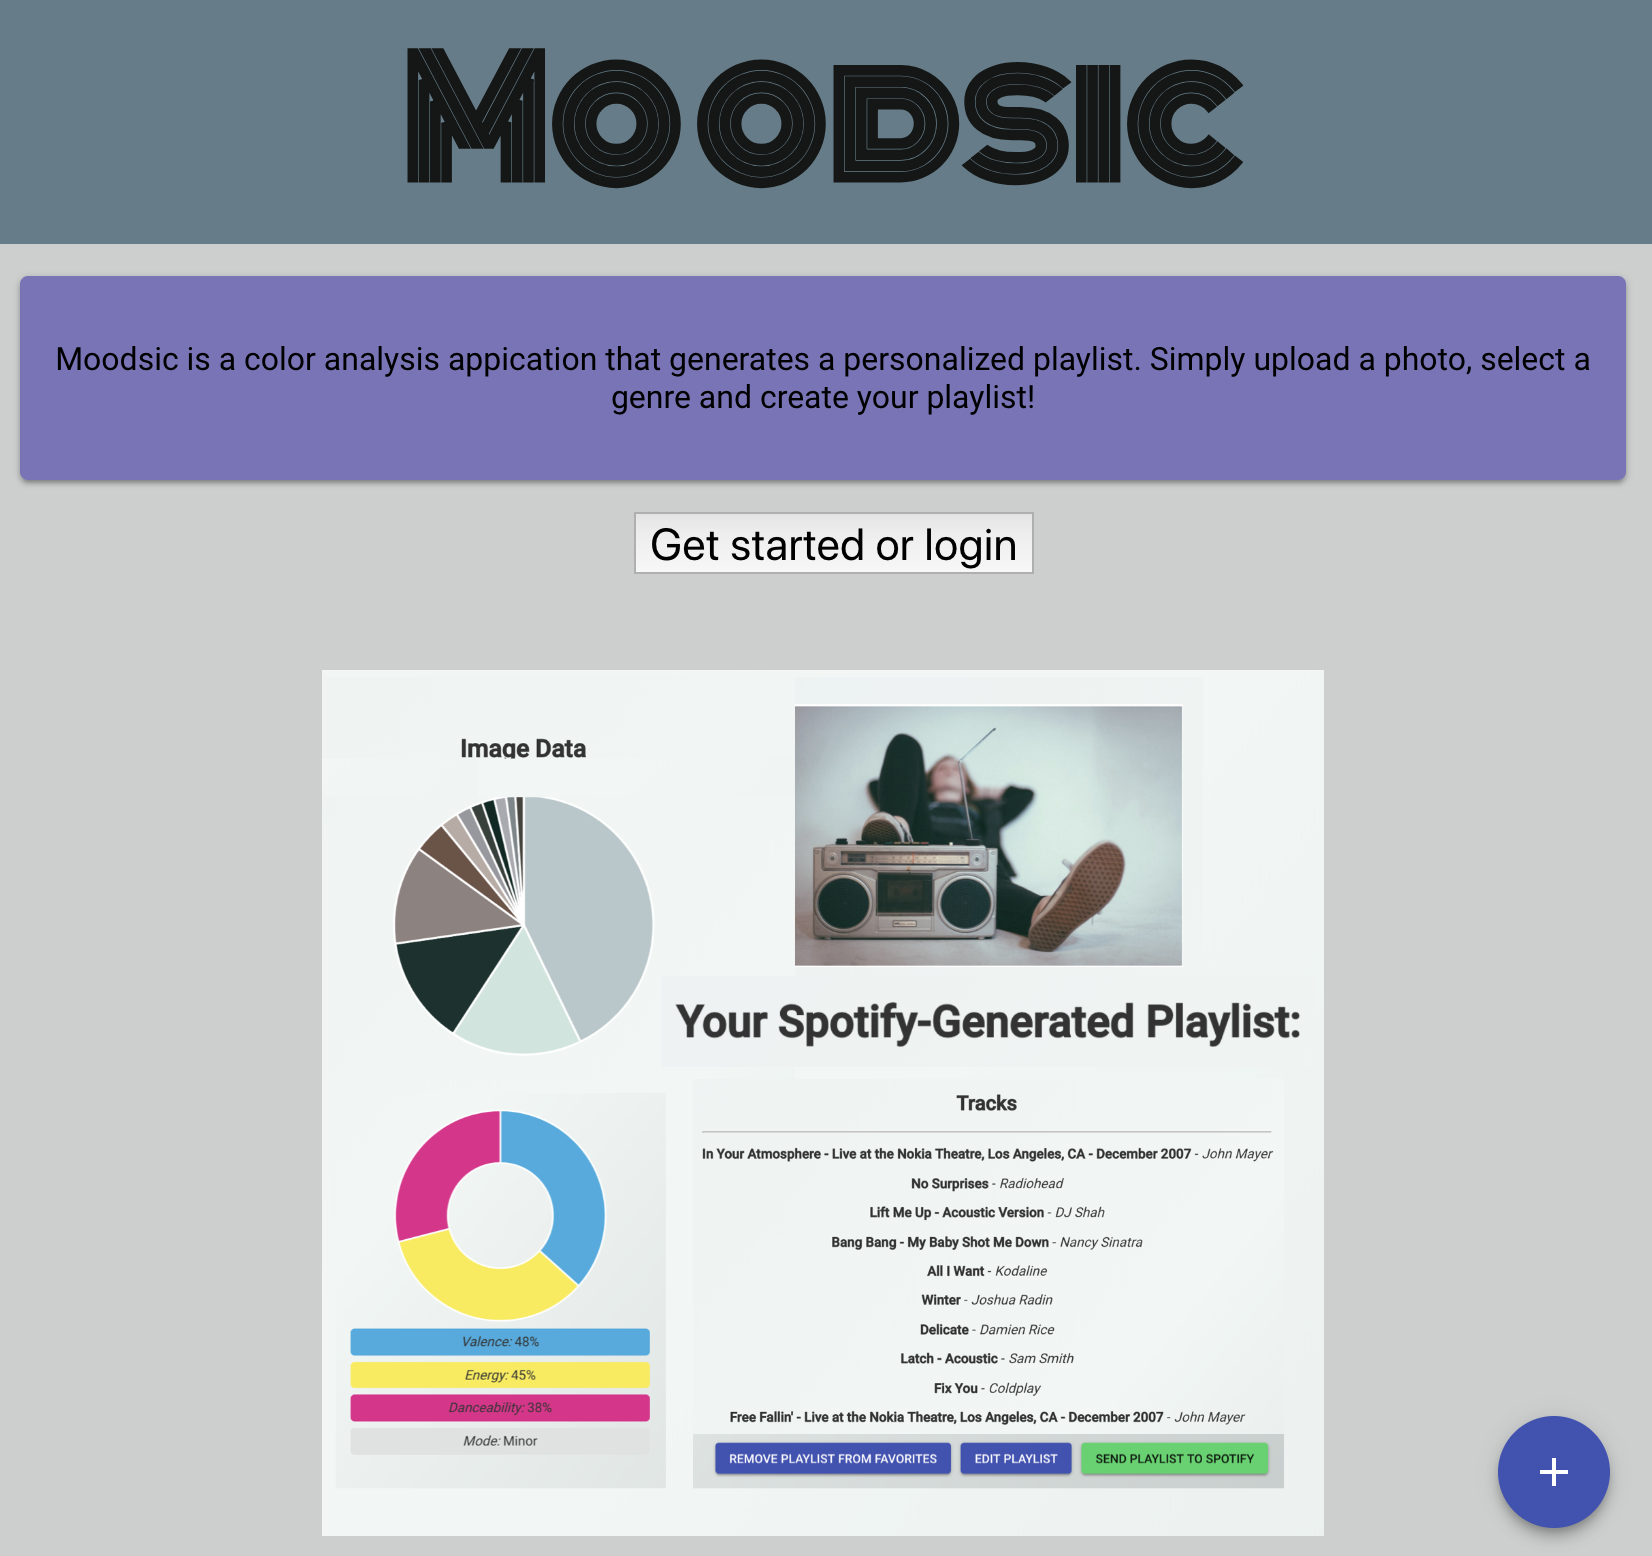 Moodsic
Moodsic is a color analysis appication that generates a personalized playlist. Simply upload a photo, select a
genre and create your playlist!
Get started or login
Image Data
Your Spotify-Generated Playlist:
Tracks
In Your Atmosphere - Live at the Nokia Theatre, Los Angeles, CA - December 2007 - John Mayer
No Surprises - Radiohead
Lift Me Up - Acoustic Version - DJ Shah
Bang Bang - My Baby Shot Me Down - Nancy Sinatra
All I Want - Kodaline
Winter - Joshua Radin
Delicate - Damien Rice
Latch - Acoustic - Sam Smith
Fix You - Coldplay
Free Fallin' - Live at the Nokia Theatre, Los Angeles, CA - December 2007 - John Mayer
Valence: 48%
Energy: 45%
Danceability: 38%
Mode: Minor
REMOVE PLAYLIST FROM FAVORITES
EDIT PLAYLIST
SEND PLAYLIST TO SPOTIFY
+